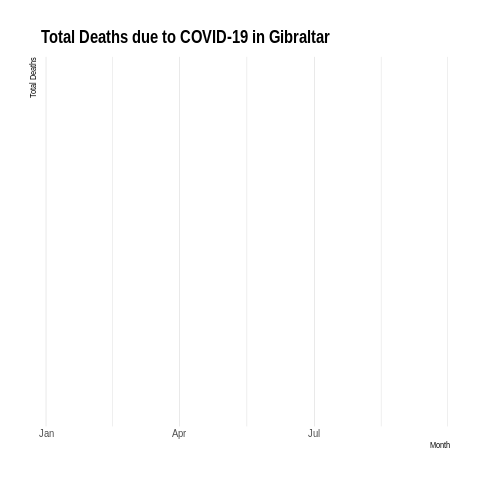 Total Deaths due to COVID-19 in Gibraltar
Total Deaths
Jan
Apr
Jul
Month